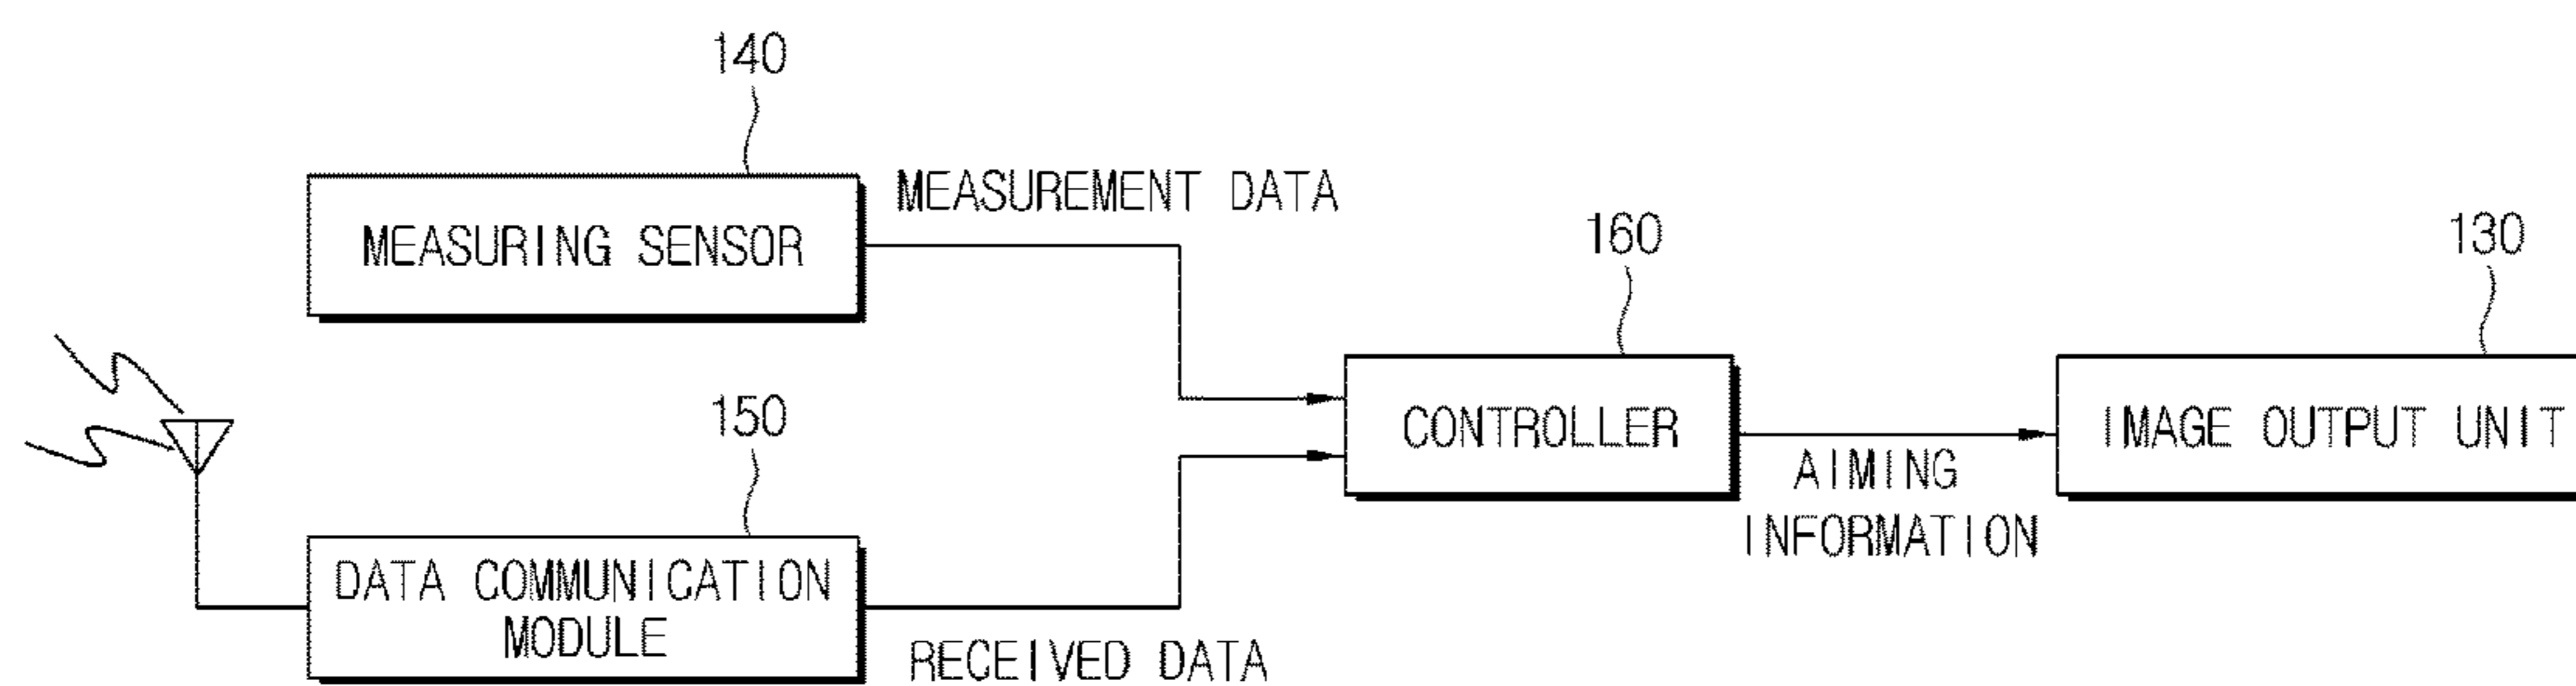 140
MEASURING SENSOR
MEASUREMENT DATA
160
130
150
CONTROLLER
IMAGE OUTPUT UNIT
AIMING
INFORMATION
DATA COMMUNICATION
MODULE
RECEIVED DATA